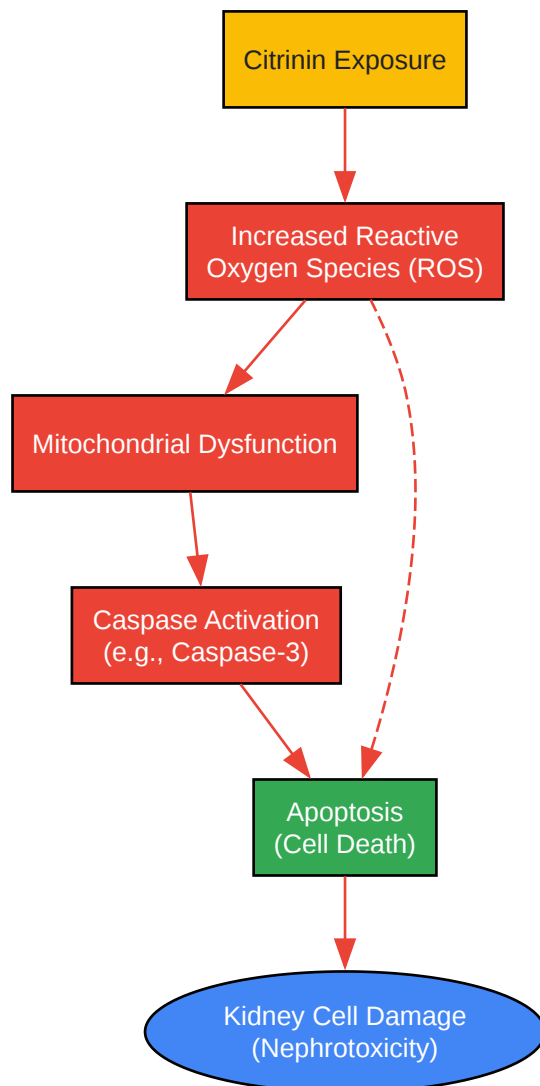 Citrinin Exposure
Increased Reactive
Oxygen Species (ROS)
Mitochondrial Dysfunction
Caspase Activation
(e.g., Caspase-3)
Apoptosis
(Cell Death)
Kidney Cell Damage
(Nephrotoxicity)